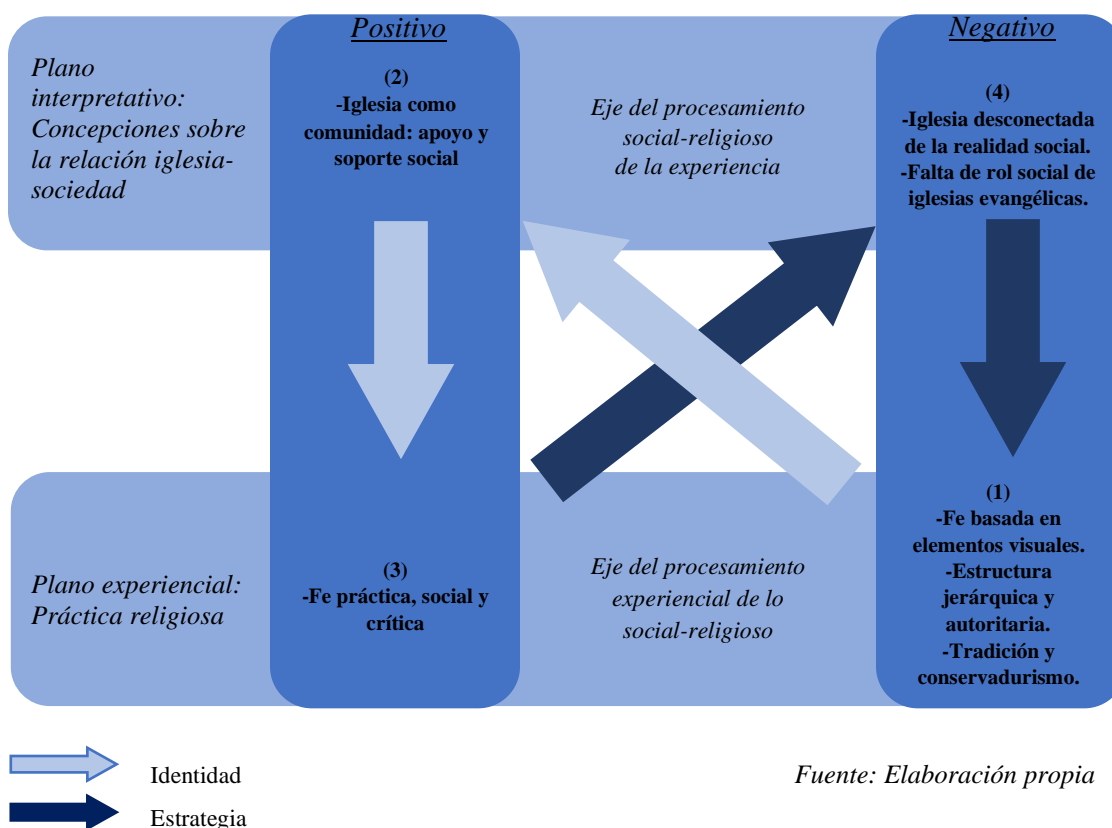 Positivo
Negativo
Plano
interpretativo:
Concepciones sobre
la relación iglesia-
sociedad
(2)
-Iglesia como
comunidad: apoyo y
soporte social
Eje del procesamiento
social-religioso
de la experiencia
(4)
-Iglesia desconectada
de la realidad social.
-Falta de rol social de
iglesias evangélicas.
Plano experiencial:
Práctica religiosa
(3)
-Fe práctica, social y
crítica
Eje del procesamiento
experiencial de lo
social-religioso
(1)
-Fe basada en
elementos visuales.
-Estructura
jerárquica y
autoritaria.
-Tradición y
conservadurismo.
Identidad
Estrategia
Fuente: Elaboración propia